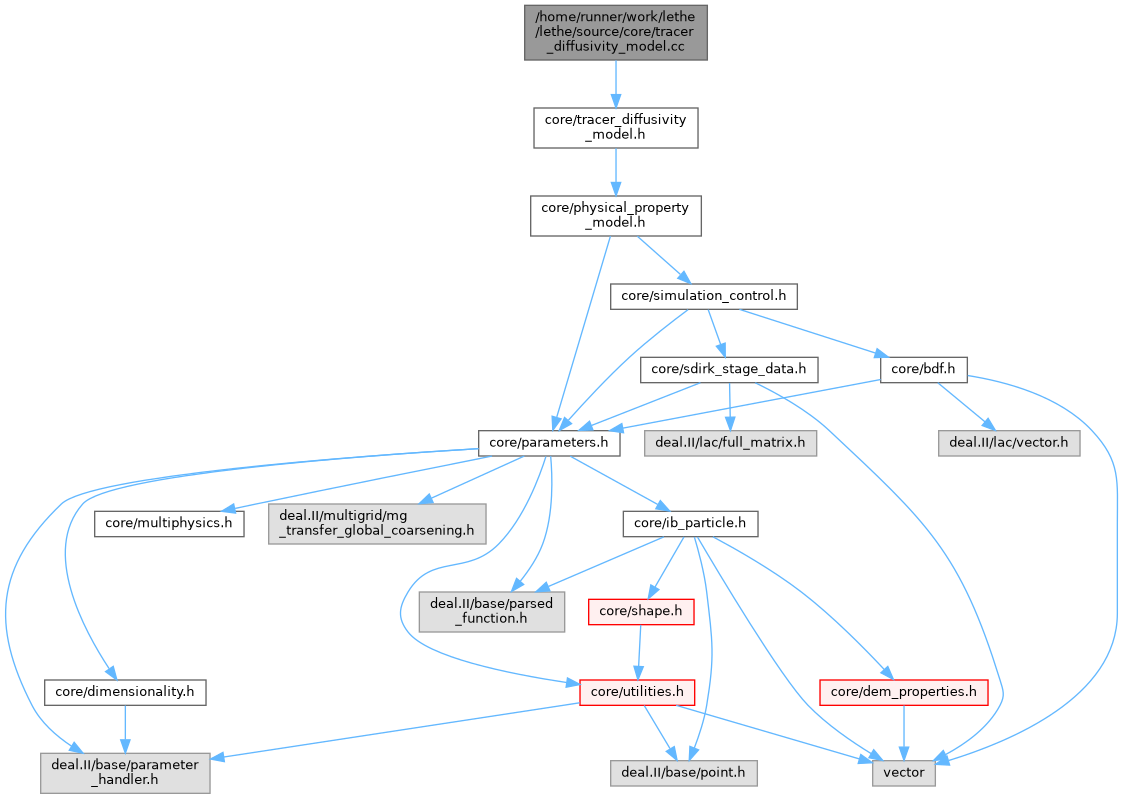 /home/runner/work/lethe
/lethe/source/core/tracer
_diffusivity_model.cc
core/tracer_diffusivity
_model.h
core/physical_property
_model.h
core/simulation_control.h
core/sdirk_stage_data.h
core/bdf.h
core/parameters.h
deal.II/lac/full_matrix.h
deal.II/lac/vector.h
core/multiphysics.h
deal.II/multigrid/mg
_transfer_global_coarsening.h
core/ib_particle.h
deal.II/base/parsed
_function.h
core/shape.h
core/dimensionality.h
core/utilities.h
core/dem_properties.h
deal.II/base/parameter
_handler.h
deal.II/base/point.h
vector